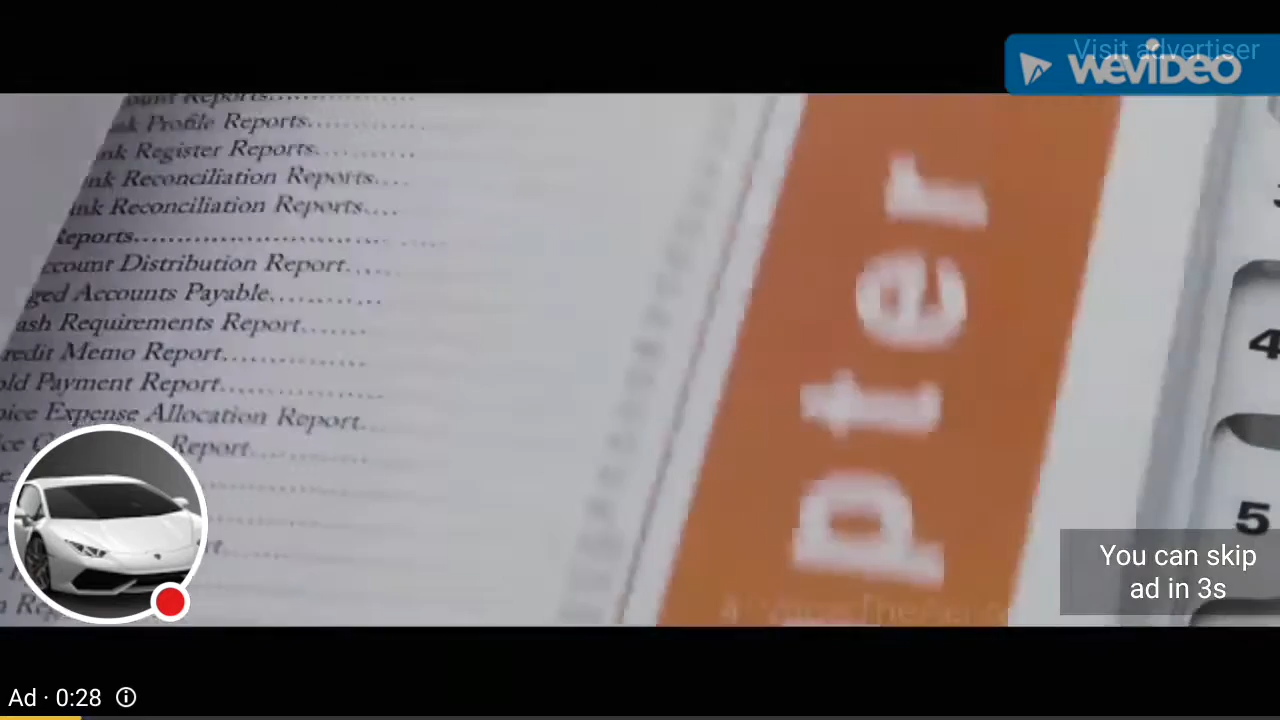 Visit advertiser
WEVIDEO
ount Reports
nk Profile Reports
nk Register Reports
nk Reconciliation Reports
nk Reconciliation Reports
Reports
ccount Distribution Report
ged Accounts Payable
ash Requirements Report
redit Memo Report
old Payment Report
oice Expense Allocation Report
Report
pter
4
5
You can skip
ad in 3s
Ad · 0:28